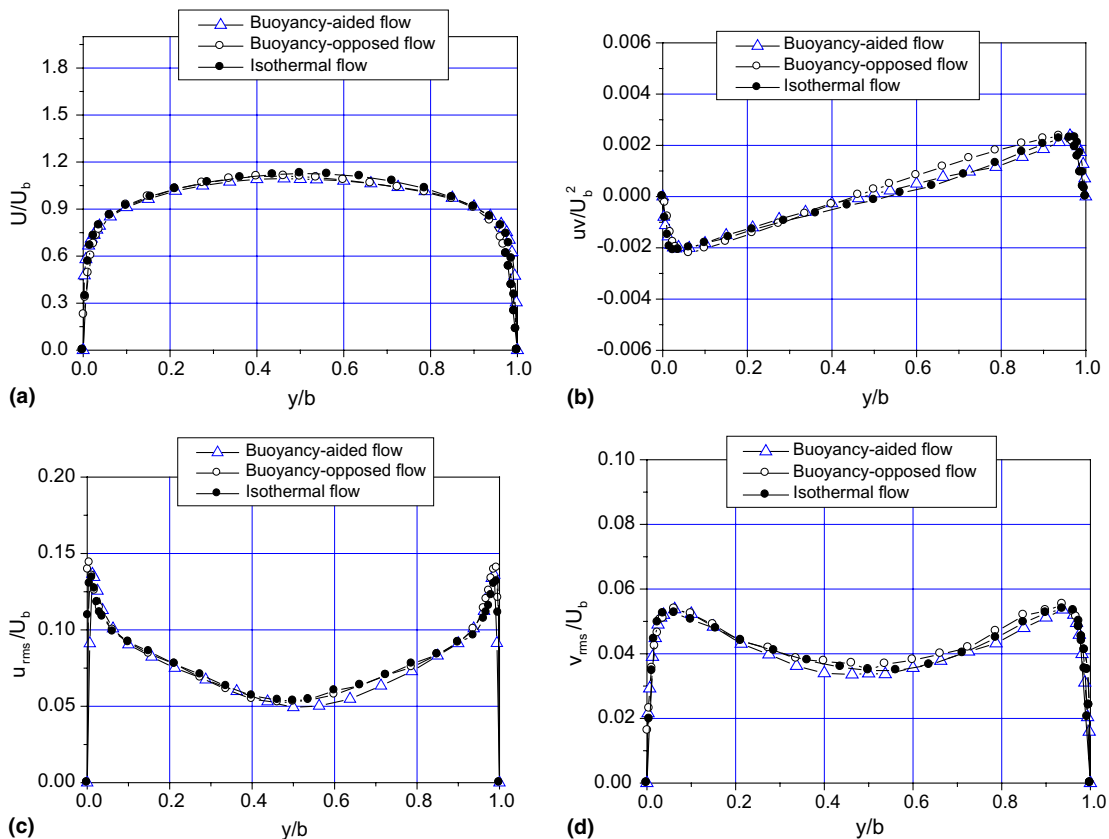 Buoyancy-aided flow
Buoyancy-opposed flow
Isothermal flow
1.8
1.5
1.2
0.9
0.6
0.3
0.0
U/U_b
0.0 0.2 0.4 0.6 0.8 1.0
y/b
(a)
0.006
0.004
0.002
0.000
-0.002
-0.004
-0.006
uv/U_b^2
Buoyancy-aided flow
Buoyancy-opposed flow
Isothermal flow
0.0 0.2 0.4 0.6 0.8 1.0
y/b
(b)
Buoyancy-aided flow
Buoyancy-opposed flow
Isothermal flow
0.20
0.15
0.10
0.05
0.00
u_rms/U_b
0.0 0.2 0.4 0.6 0.8 1.0
y/b
(c)
Buoyancy-aided flow
Buoyancy-opposed flow
Isothermal flow
0.10
0.08
0.06
0.04
0.02
0.00
v_rms/U_b
0.0 0.2 0.4 0.6 0.8 1.0
y/b
(d)